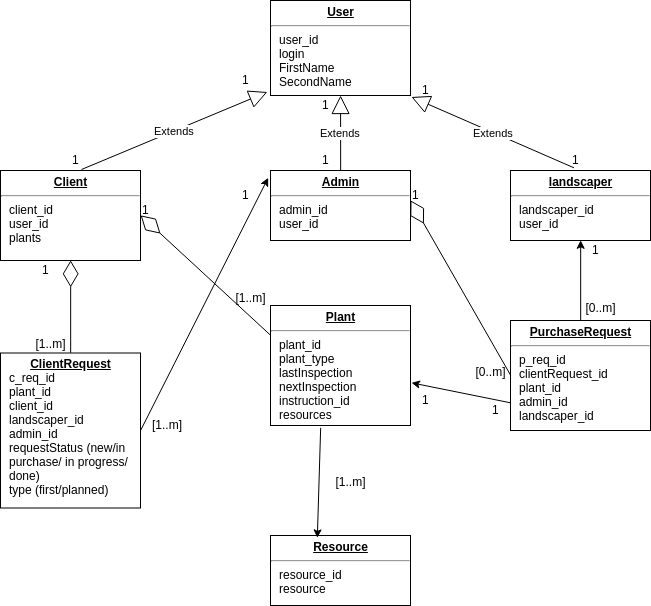 User
user_id
login
FirstName
SecondName
1
1
1
Extends
Extends
Extends
1
1
1
Client
client_id
user_id
plants
Admin
admin_id
user_id
landscaper
landscaper_id
user_id
1
1
1
1
1
[1..m]
[0..m]
[1..m]
Plant
plant_id
plant_type
lastInspection
nextInspection
instruction_id
resources
PurchaseRequest
p_req_id
clientRequest_id
plant_id
admin_id
landscaper_id
[0..m]
1
1
ClientRequest
c_req_id
plant_id
client_id
landscaper_id
admin_id
requestStatus (new/in
purchase/ in progress/
done)
type (first/planned)
[1..m]
[1..m]
Resource
resource_id
resource